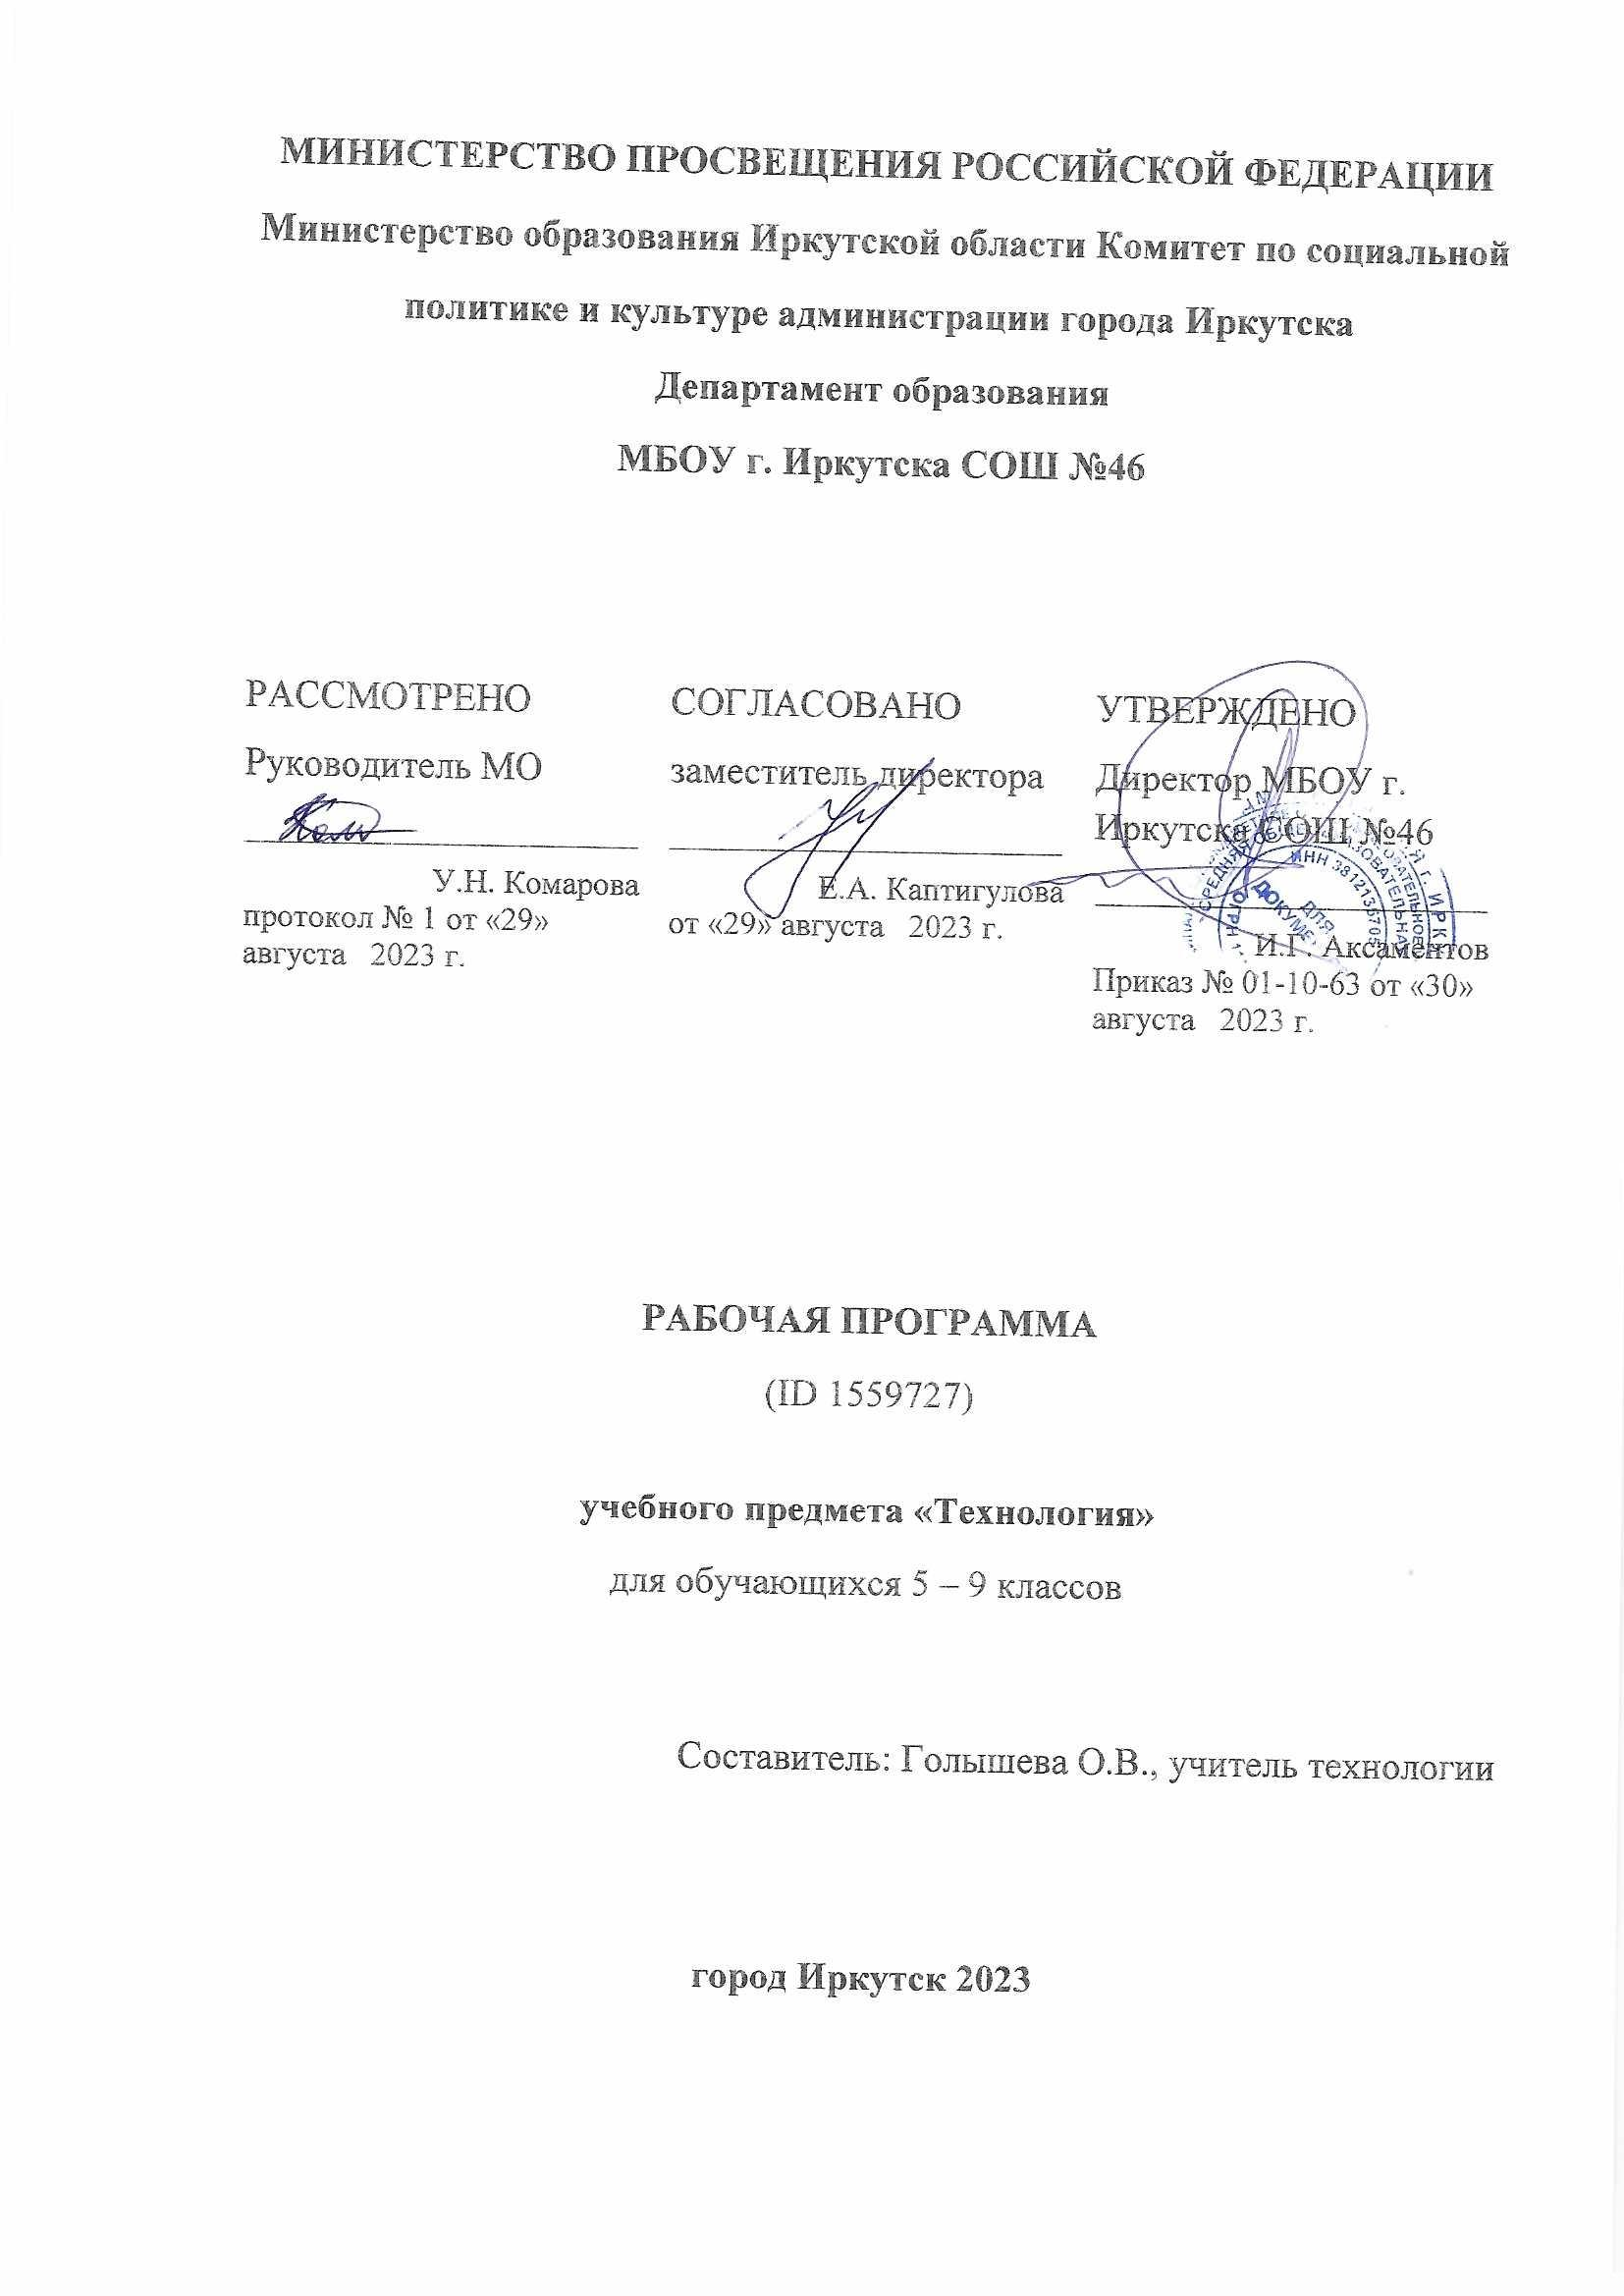 МИНИСТЕРСТВО ПРОСВЕЩЕНИЯ РОССИЙСКОЙ ФЕДЕРАЦИИ
Министерство образования Иркутской области Комитет по социальной
политике и культуре администрации города Иркутска
Департамент образования
МБОУ г. Иркутска СОШ №46
РАССМОТРЕНО
Руководитель МО
У.Н. Комарова
протокол № 1 от «29»
августа 2023 г.
СОГЛАСОВАНО
заместитель директора
Е.А. Каптигулова
от «29» августа 2023 г.
УТВЕРЖДЕНО
Директор МБОУ г.
Иркутска СОШ №46
И.Г. Аксаментов
Приказ № 01-10-63 от «30»
августа 2023 г.
РАБОЧАЯ ПРОГРАММА
(ID 1559727)
учебного предмета «Технология»
для обучающихся 5 – 9 классов
Составитель: Голышева О.В., учитель технологии
город Иркутск 2023